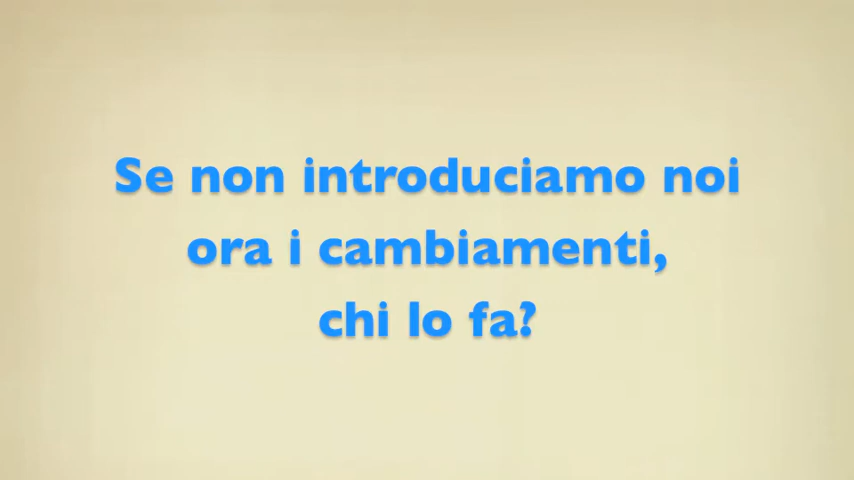 Se non introduciamo noi
ora i cambiamenti,
chi lo fa?